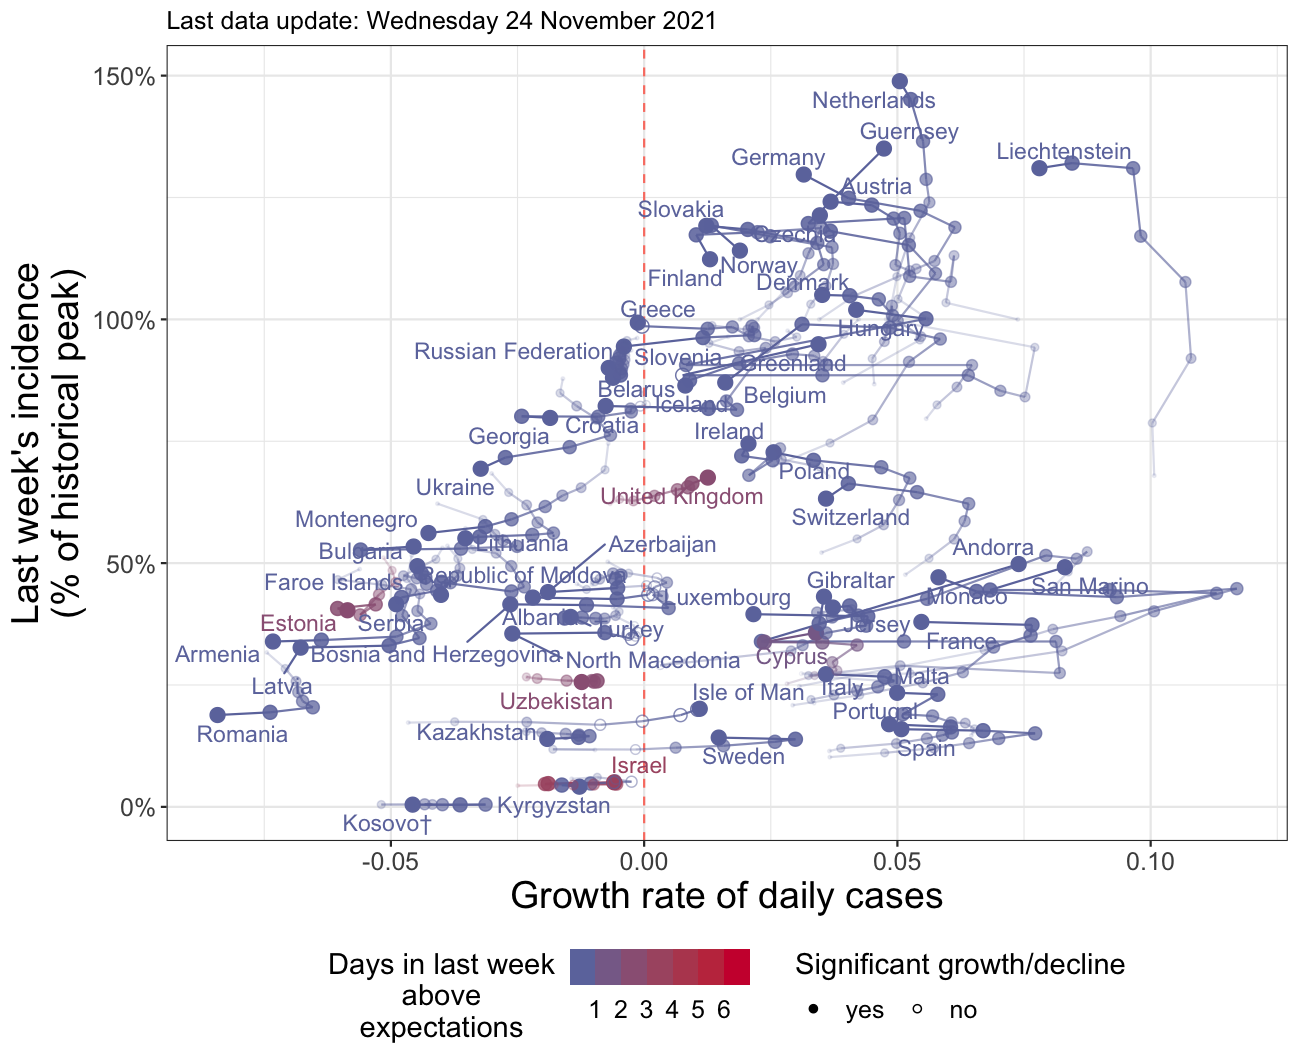 Last data update: Wednesday 24 November 2021
150%
100%
50%
0%
Last week's incidence
(% of historical peak)
Netherlands
Guernsey
Liechtenstein
Germany
Austria
Slovakia
Czechia
Norway
Finland
Denmark
Greece
Hungary
Russian Federation
Slovenia
Greenland
Belarus
Iceland
Belgium
Croatia
Georgia
Ireland
Poland
Ukraine
United Kingdom
Switzerland
Montenegro
Bulgaria
Lithuania
Azerbaijan
Andorra
Faroe Islands
Republic of Moldova
Gibraltar
San Marino
Luxembourg
Monaco
Estonia
Serbia
Albania
Turkey
Jersey
France
Armenia
Bosnia and Herzegovina
North Macedonia
Cyprus
Latvia
Uzbekistan
Isle of Man
Italy
Malta
Romania
Kazakhstan
Portugal
Sweden
Spain
Israel
Kyrgyzstan
Kosovo†
-0.05
0.00
0.05
0.10
Growth rate of daily cases
Days in last week
above
expectations
1 2 3 4 5 6
Significant growth/decline
yes
no